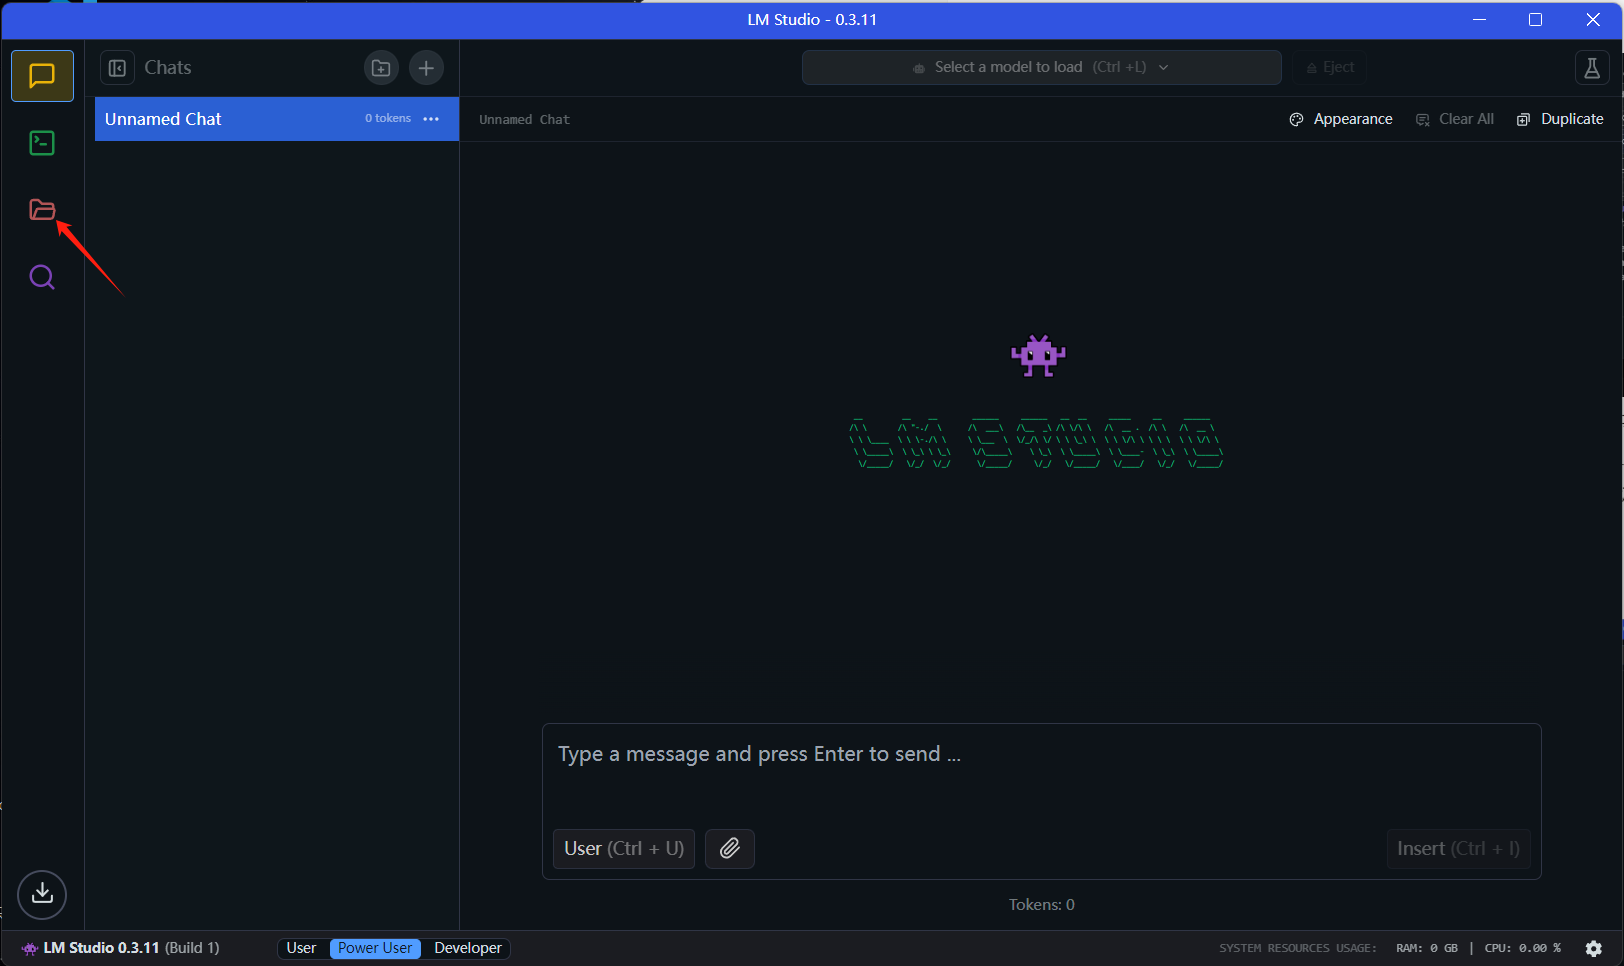 LM Studio - 0.3.11
Chats
Select a model to load (Ctrl +L)
Eject
Unnamed Chat 0 tokens
Unnamed Chat
Appearance
Clear All
Duplicate
LM STUDIO
Type a message and press Enter to send ...
User (Ctrl + U)
Insert (Ctrl + I)
Tokens: 0
LM Studio 0.3.11 (Build 1)
User Power User Developer
SYSTEM RESOURCES USAGE: RAM: 0 GB | CPU: 0.00 %